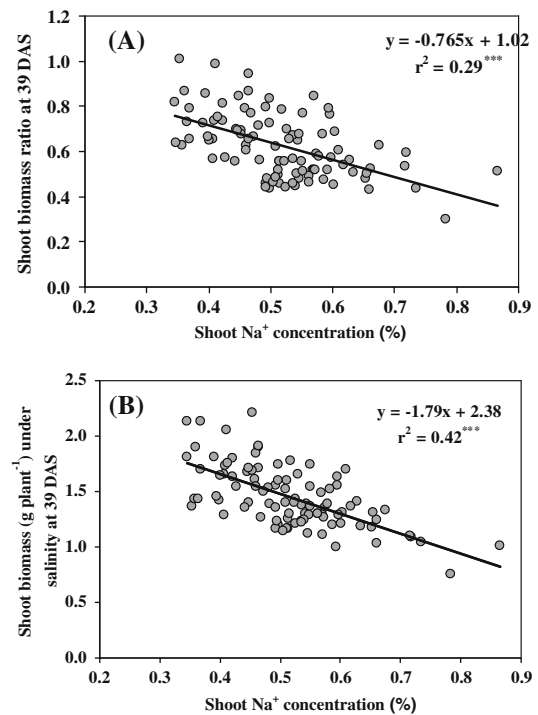 (A)
y = -0.765x + 1.02
r² = 0.29***
Shoot biomass ratio at 39 DAS
1.2
1.0
0.8
0.6
0.4
0.2
0.0
0.2 0.3 0.4 0.5 0.6 0.7 0.8 0.9
Shoot Na⁺ concentration (%)
(B)
y = -1.79x + 2.38
r² = 0.42***
Shoot biomass (g plant⁻¹) under
salinity at 39 DAS
2.5
2.0
1.5
1.0
0.5
0.0
0.2 0.3 0.4 0.5 0.6 0.7 0.8 0.9
Shoot Na⁺ concentration (%)